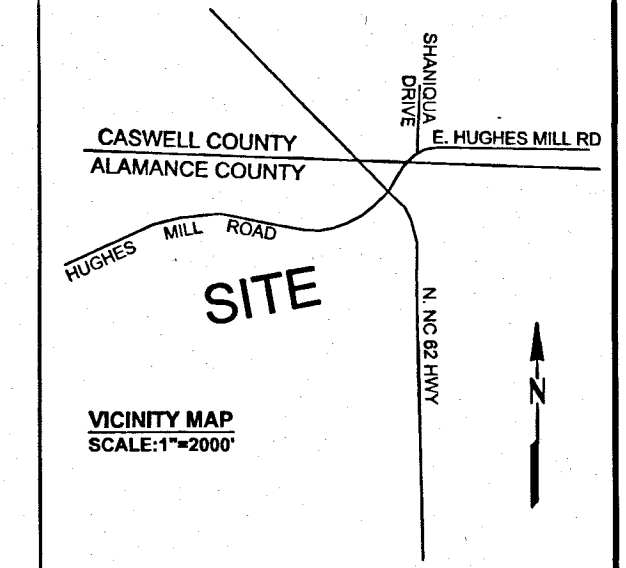 SHANIQUA
DRIVE
CASWELL COUNTY
E. HUGHES MILL RD
ALAMANCE COUNTY
HUGHES MILL ROAD
SITE
N. NC 62 HWY
N
VICINITY MAP
SCALE:1"=2000'